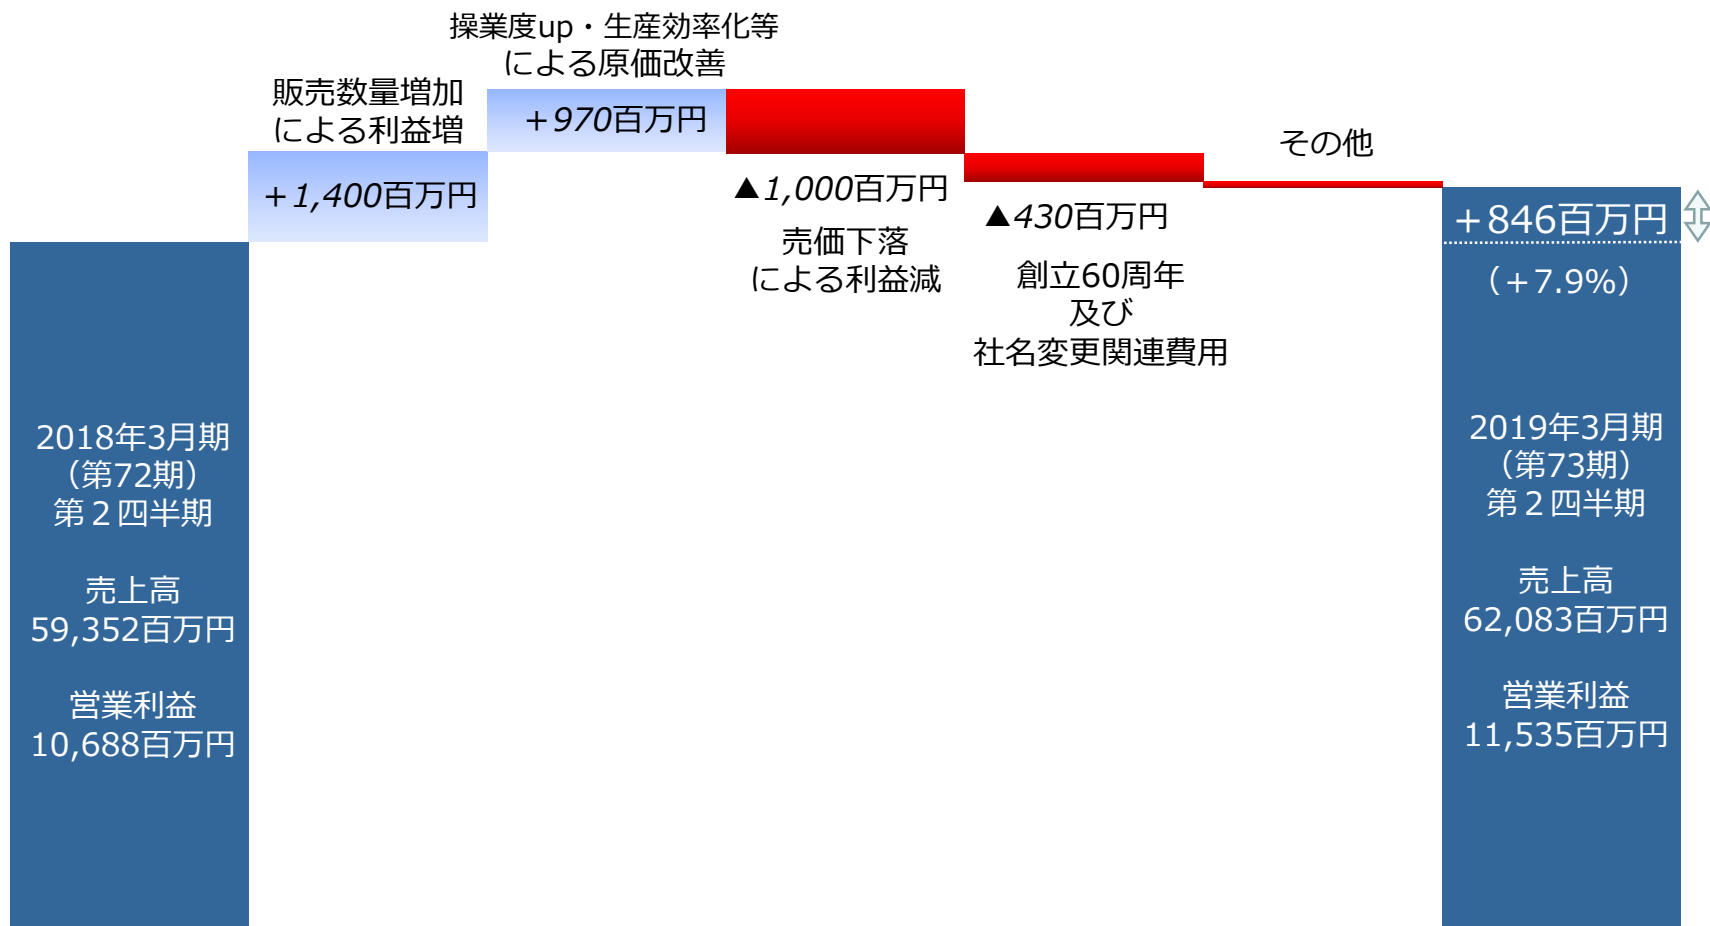 操業度up・生産効率化等
による原価改善
販売数量増加
による利益増
＋970百万円
＋1,400百万円
その他
▲1,000百万円
売価下落
による利益減
▲430百万円
創立60周年
及び
社名変更関連費用
＋846百万円
（＋7.9%）
2018年3月期
（第72期）
第２四半期
売上高
59,352百万円
営業利益
10,688百万円
2019年3月期
（第73期）
第２四半期
売上高
62,083百万円
営業利益
11,535百万円